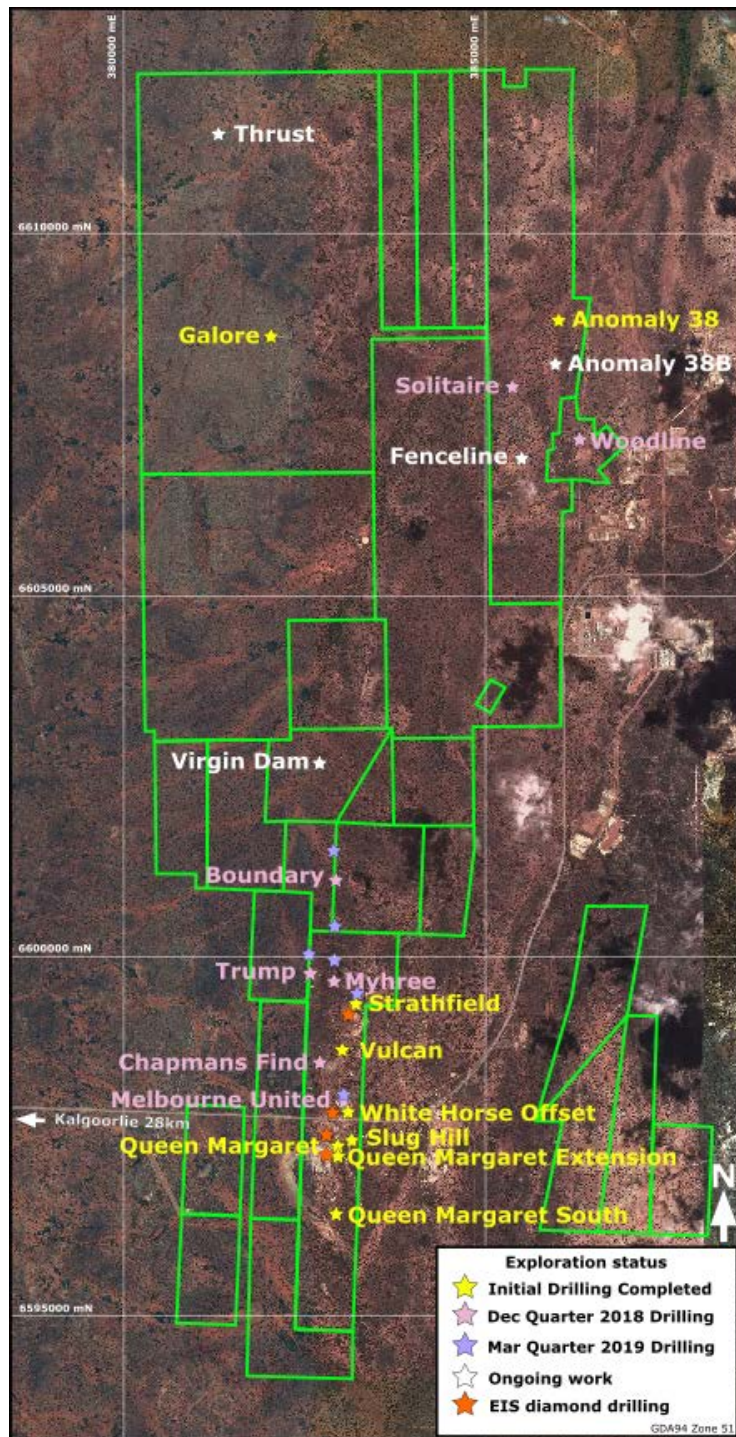 380000 mE
385000 mE
Thrust
6610000 mN
Anomaly 38
Galore
Anomaly 38B
Solitaire
Woodline
Fenceline
6605000 mN
Virgin Dam
Boundary
6600000 mN
Trump
Myhree
Strathfield
Vulcan
Chapmans Find
Melbourne United
White Horse Offset
Kalgoorlie 28km
Slug Hill
Queen Margaret
Queen Margaret Extension
N
Queen Margaret South
6595000 mN
Exploration status
Initial Drilling Completed
Dec Quarter 2018 Drilling
Mar Quarter 2019 Drilling
Ongoing work
EIS diamond drilling
GDA94 Zone 51